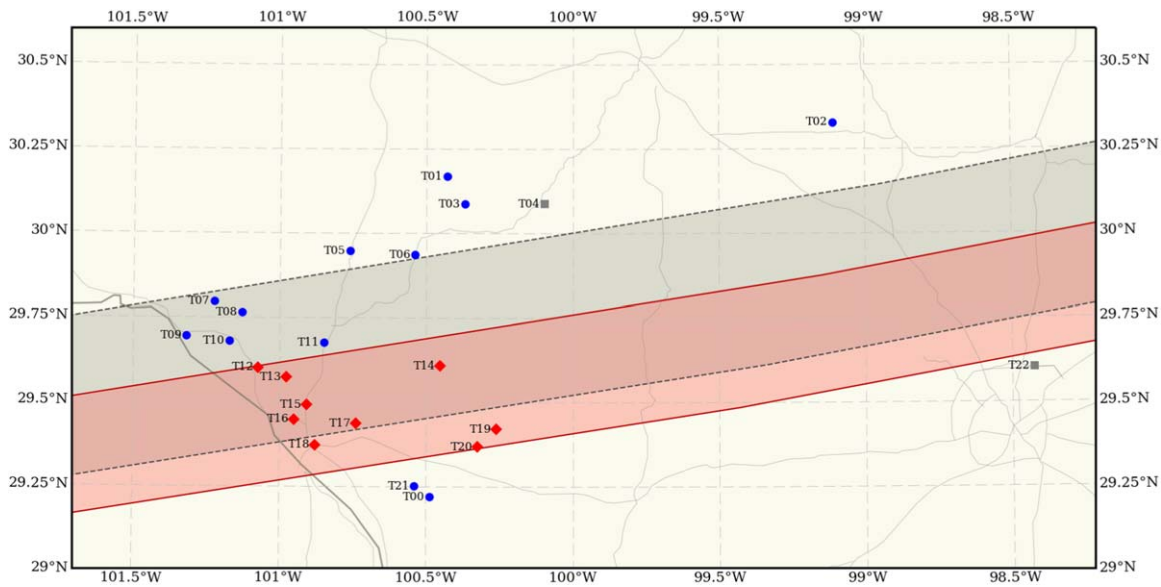 101.5°W 101°W 100.5°W 100°W 99.5°W 99°W 98.5°W
30.5°N 30.5°N
T02
30.25°N 30.25°N
T01
T03 T04
30°N 30°N
T05 T06
T07
T08
29.75°N 29.75°N
T09 T10 T11
T12 T14 T22
T13
29.5°N 29.5°N
T15
T16 T17
T19
T18 T20
29.25°N 29.25°N
T21
T00
29°N 29°N
101.5°W 101°W 100.5°W 100°W 99.5°W 99°W 98.5°W